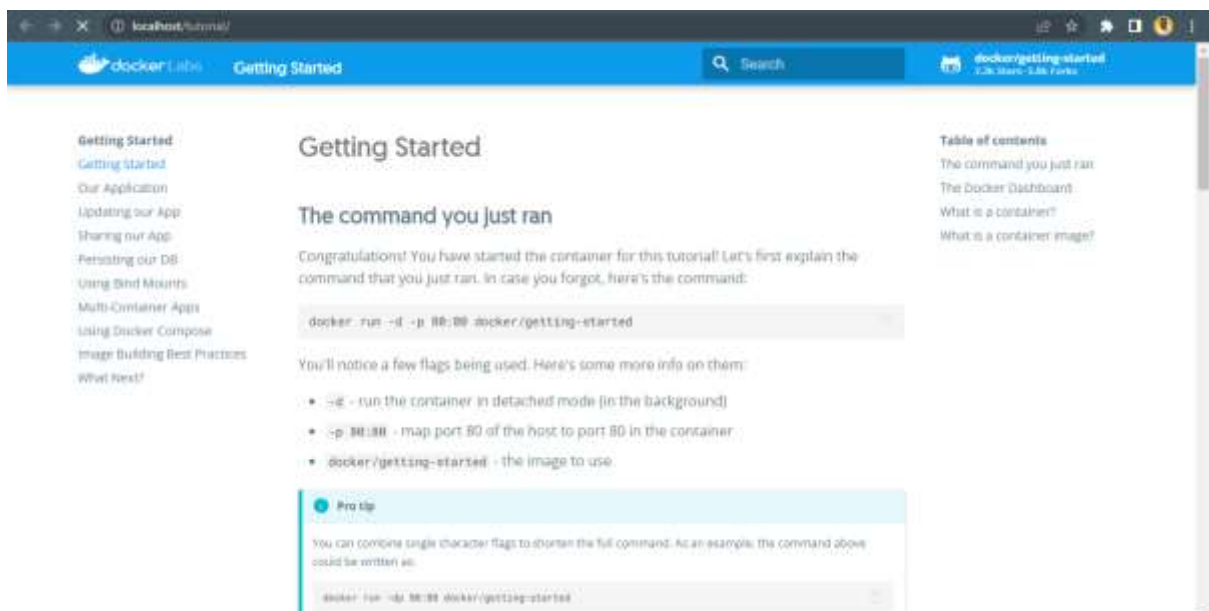 localhost/tutorial/
docker Labs
Getting Started
Search
docker/getting-started
Getting Started
Getting Started
Our Application
Updating our App
Sharing our App
Persisting our DB
Using Bind Mounts
Multi-Container Apps
Using Docker Compose
Image Building Best Practices
What Next?
Getting Started
The command you just ran
Congratulations! You have started the container for this tutorial! Let's first explain the
command that you just ran. In case you forgot, here's the command:
docker run -d -p 80:80 docker/getting-started
You'll notice a few flags being used. Here's some more info on them:
• -d - run the container in detached mode (in the background)
• -p 80:80 - map port 80 of the host to port 80 in the container
• docker/getting-started - the image to use
Pro tip
You can combine single character flags to shorten the full command. As an example, the command above
could be written as:
docker run -dp 80:80 docker/getting-started
Table of contents
The command you just ran
The Docker Dashboard
What is a container?
What is a container image?